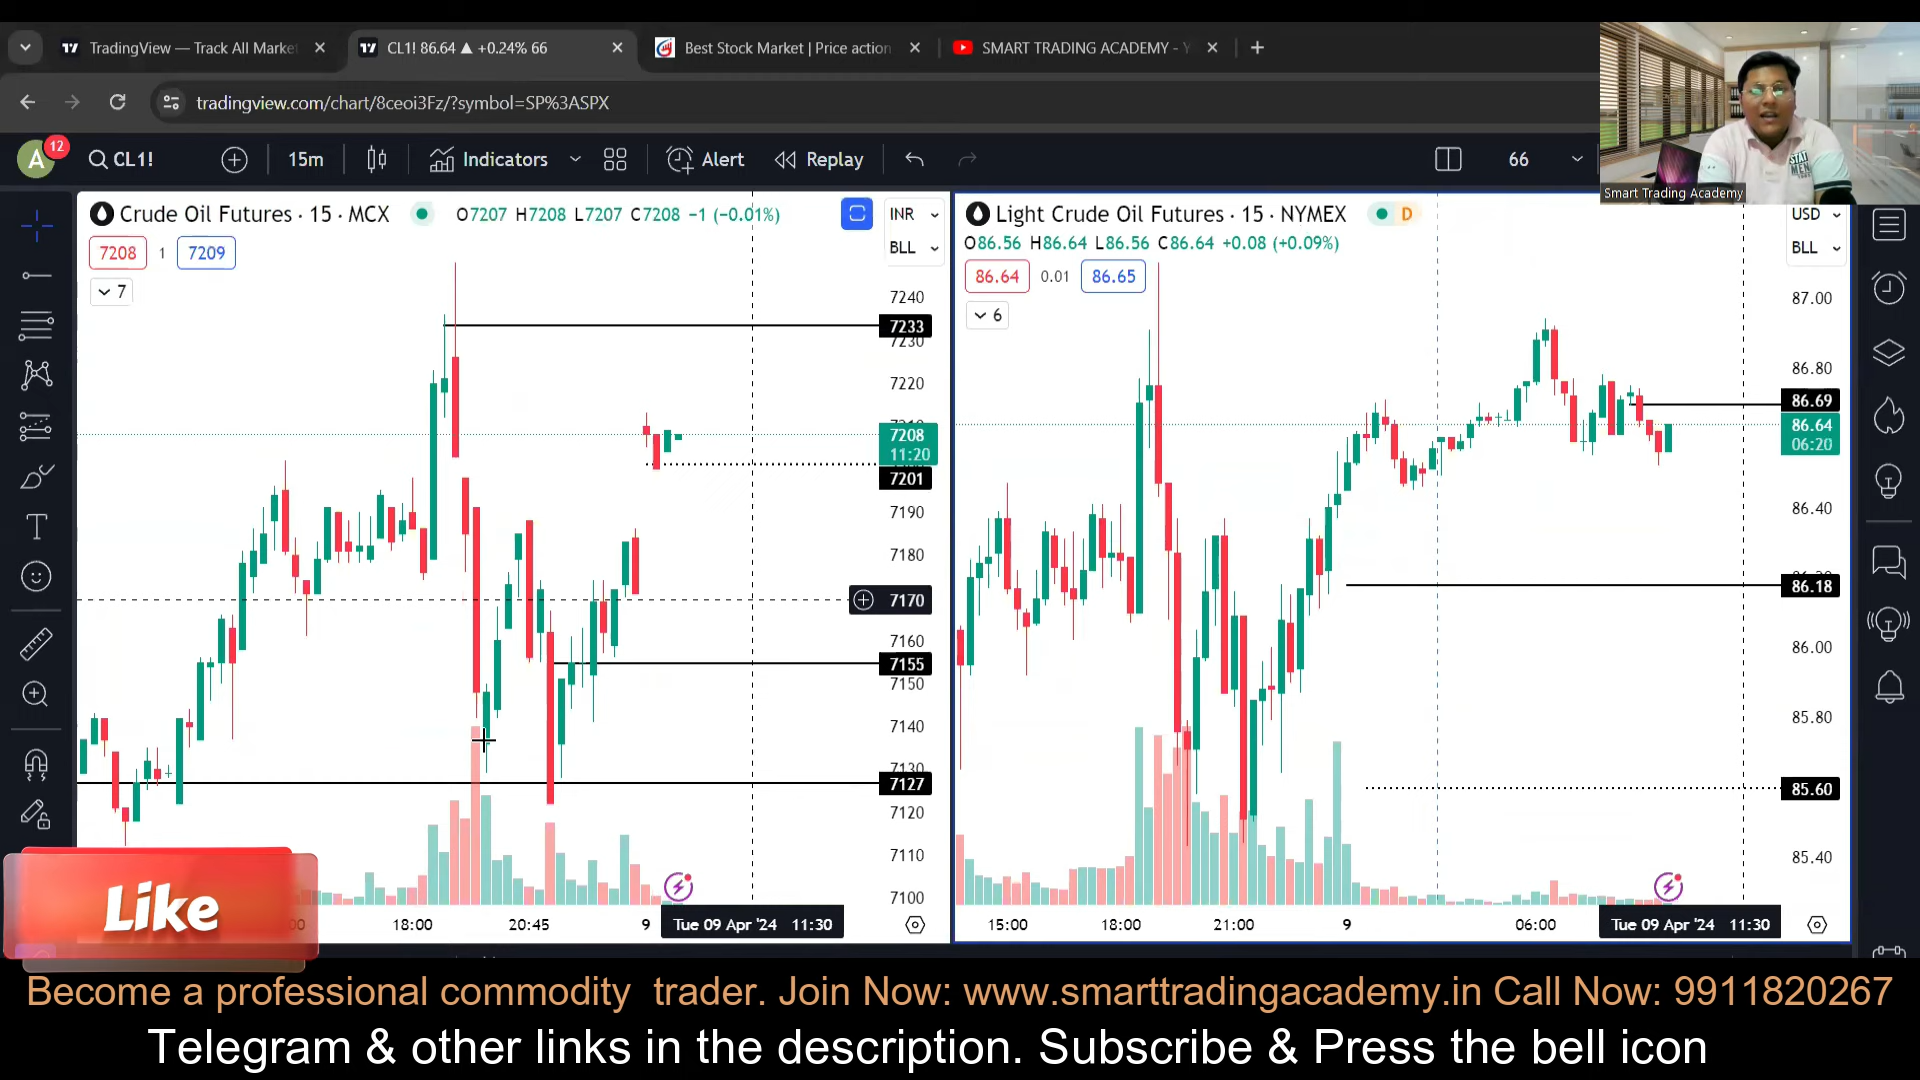 TradingView — Track All Marke
CL1! 86.64 ▲ +0.24% 66
Best Stock Market | Price action
SMART TRADING ACADEMY - Y
tradingview.com/chart/8ceoi3Fz/?symbol=SP%3ASPX
A
12
CL1!
15m
Indicators
Alert
Replay
66
STAT
MEN
Smart Trading Academy
Crude Oil Futures · 15 · MCX
O7207 H7208 L7207 C7208 −1 (−0.01%)
7208
1
7209
7
INR
BLL
7240
7233
7230
7220
7208
11:20
7201
7190
7180
7170
7160
7155
7150
7140
7130
7127
7120
7110
7100
18:00
20:45
9
Tue 09 Apr '24 11:30
Light Crude Oil Futures · 15 · NYMEX
D
O86.56 H86.64 L86.56 C86.64 +0.08 (+0.09%)
86.64
0.01
86.65
6
USD
BLL
87.00
86.80
86.69
86.64
06:20
86.40
86.18
86.00
85.80
85.60
85.40
15:00
18:00
21:00
9
06:00
Tue 09 Apr '24 11:30
Like
Become a professional commodity trader. Join Now: www.smarttradingacademy.in Call Now: 9911820267
Telegram & other links in the description. Subscribe & Press the bell icon